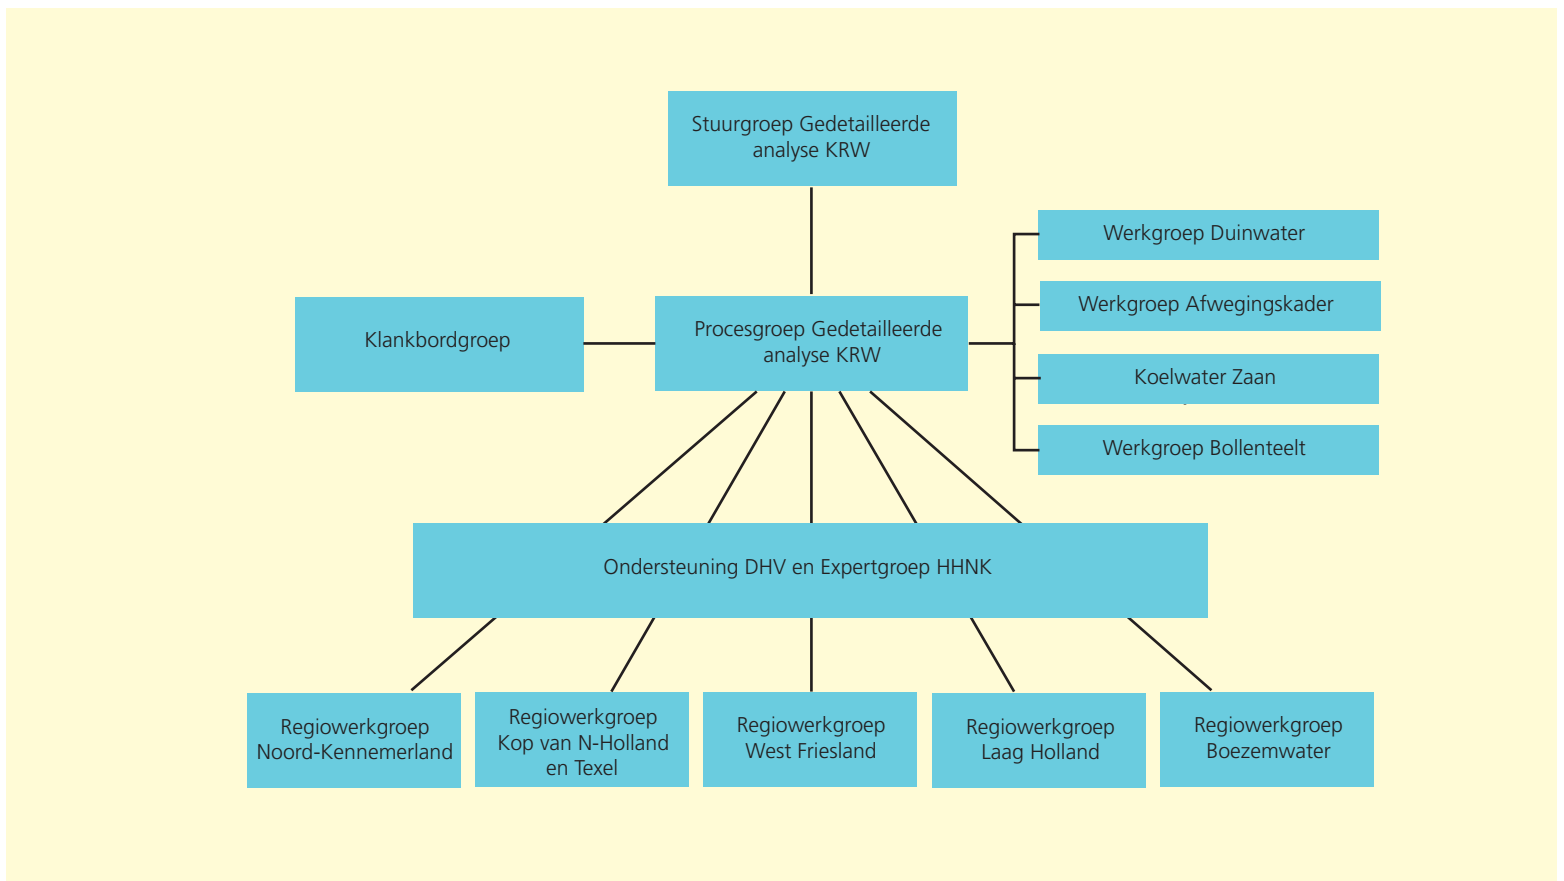 Stuurgroep Gedetailleerde
analyse KRW
Werkgroep Duinwater
Werkgroep Afwegingskader
Klankbordgroep
Procesgroep Gedetailleerde
analyse KRW
Koelwater Zaan
Werkgroep Bollenteelt
Ondersteuning DHV en Expertgroep HHNK
Regiowerkgroep
Noord-Kennemerland
Regiowerkgroep
Kop van N-Holland
en Texel
Regiowerkgroep
West Friesland
Regiowerkgroep
Laag Holland
Regiowerkgroep
Boezemwater